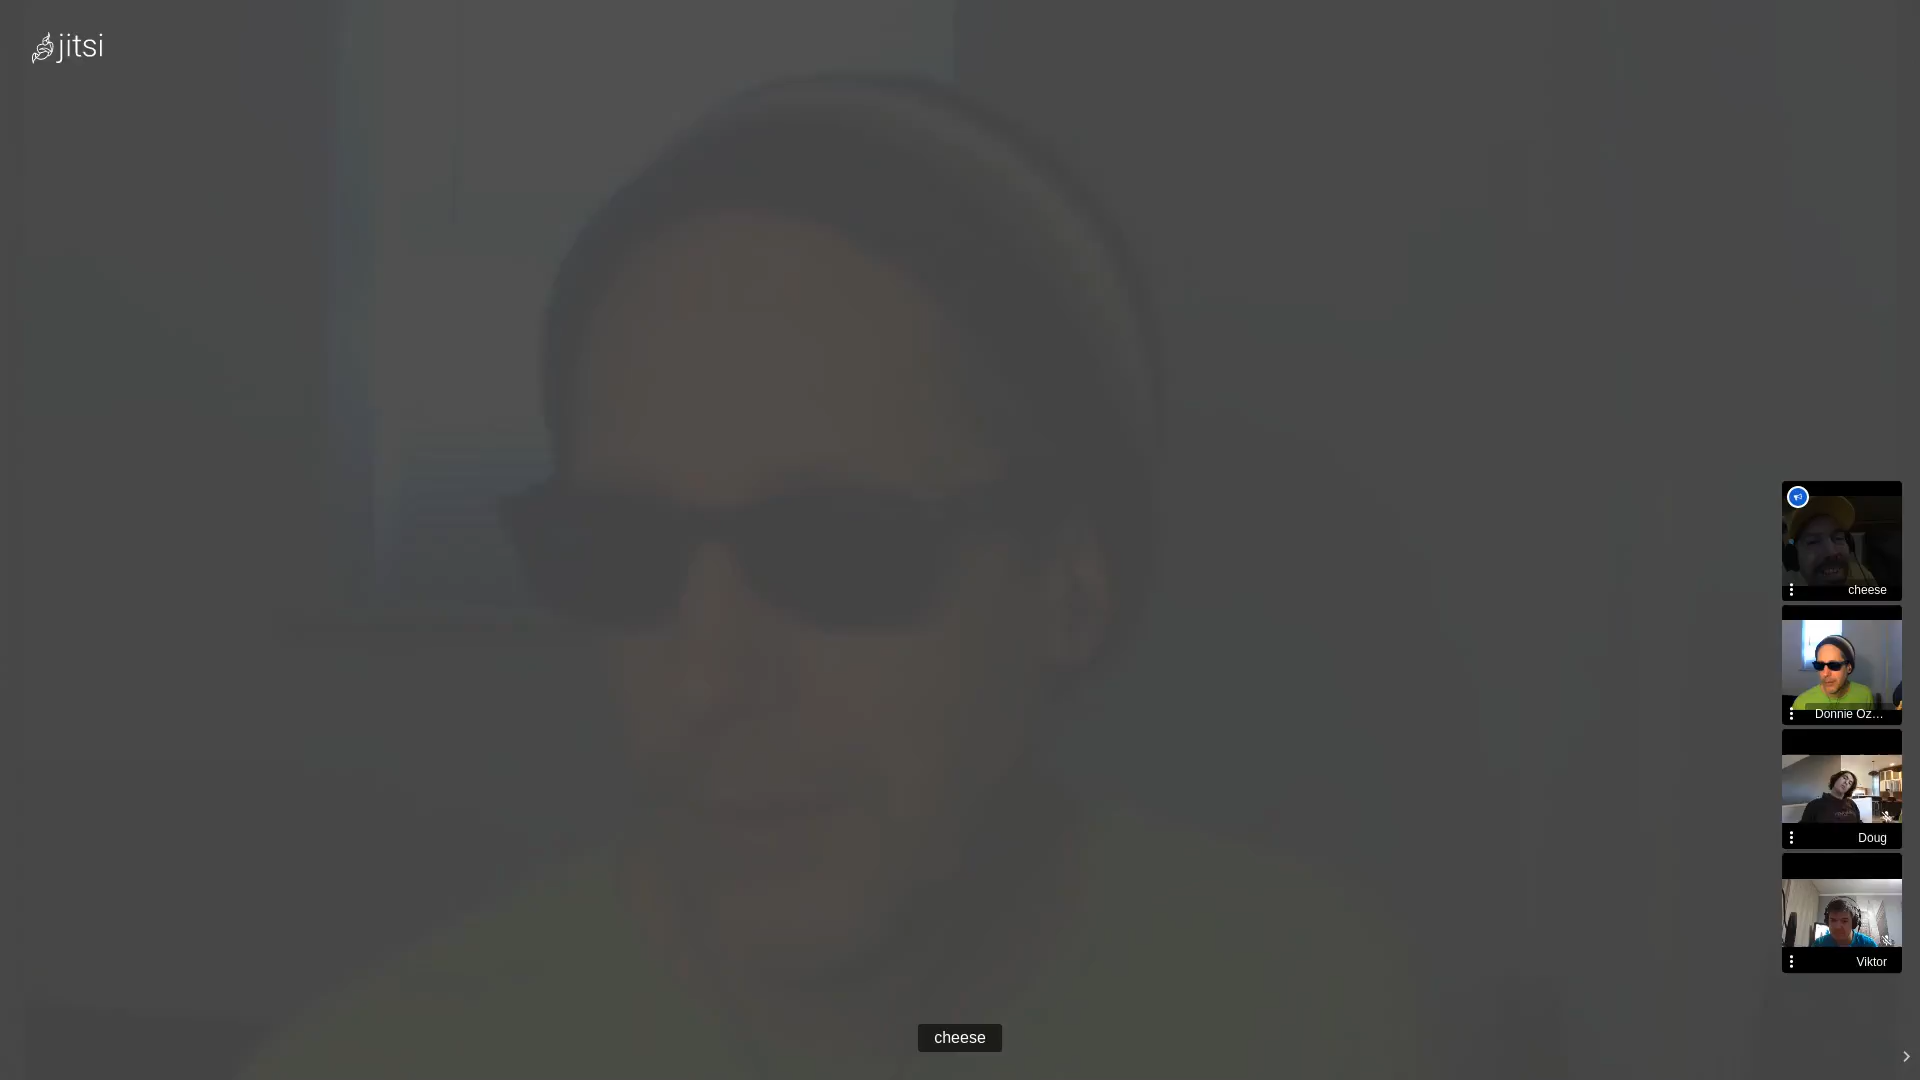 jitsi
cheese
Donnie Oz...
Doug
Viktor
cheese